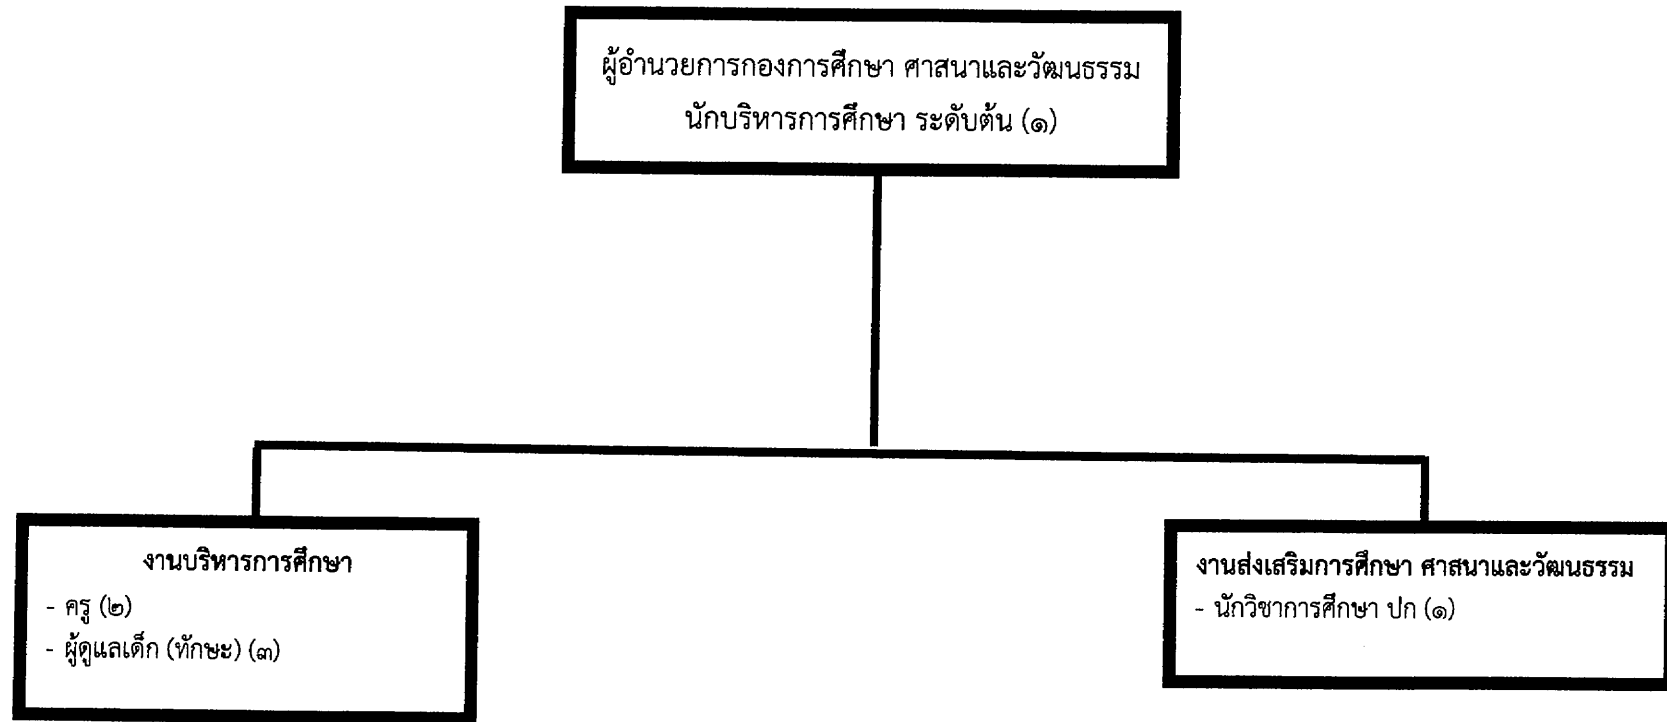 ผู้อำนวยการกองการศึกษา ศาสนาและวัฒนธรรม
นักบริหารการศึกษา ระดับต้น (๑)
งานบริหารการศึกษา
- ครู (๒)
- ผู้ดูแลเด็ก (ทักษะ) (๓)
งานส่งเสริมการศึกษา ศาสนาและวัฒนธรรม
- นักวิชาการศึกษา ปก (๑)